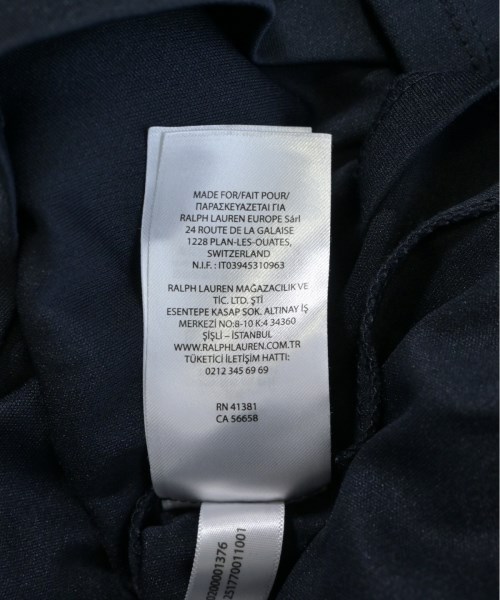 MADE FOR/FAIT POUR/
ΠΑΡΑΣΚΕΥΑΖΕΤΑΙ ΓΙΑ
RALPH LAUREN EUROPE Sárl
24 ROUTE DE LA GALAISE
1228 PLAN-LES-OUATES,
SWITZERLAND
N.I.F. : IT03945310963
RALPH LAUREN MAĞAZACILIK VE
TİC. LTD. ŞTİ
ESENTEPE KASAP SOK. ALTINAY İŞ
MERKEZİ NO:8-10 K:4 34360
ŞİŞLİ – İSTANBUL
WWW.RALPHLAUREN.COM.TR
TÜKETİCİ İLETİŞİM HATTI:
0212 345 69 69
RN 41381
CA 56658